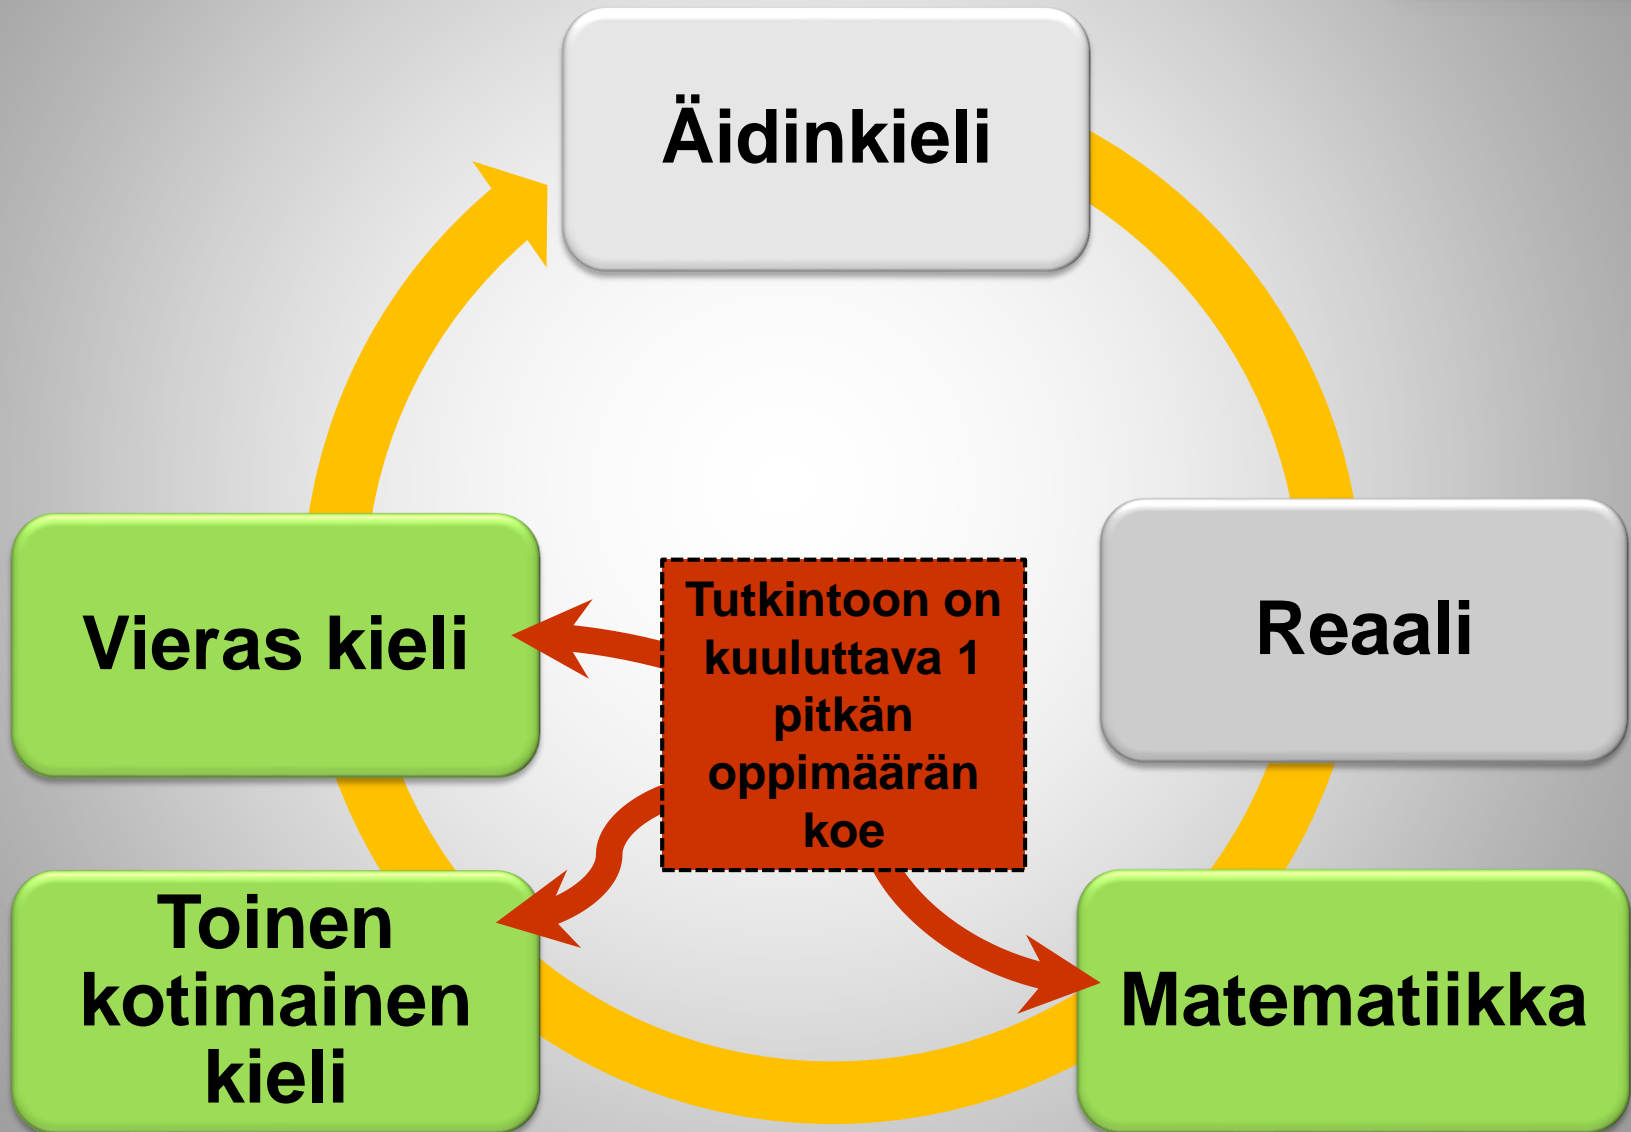 Äidinkieli
Vieras kieli
Tutkintoon on
kuuluttava 1
pitkän
oppimäärän
koe
Reaali
Toinen
kotimainen
kieli
Matematiikka